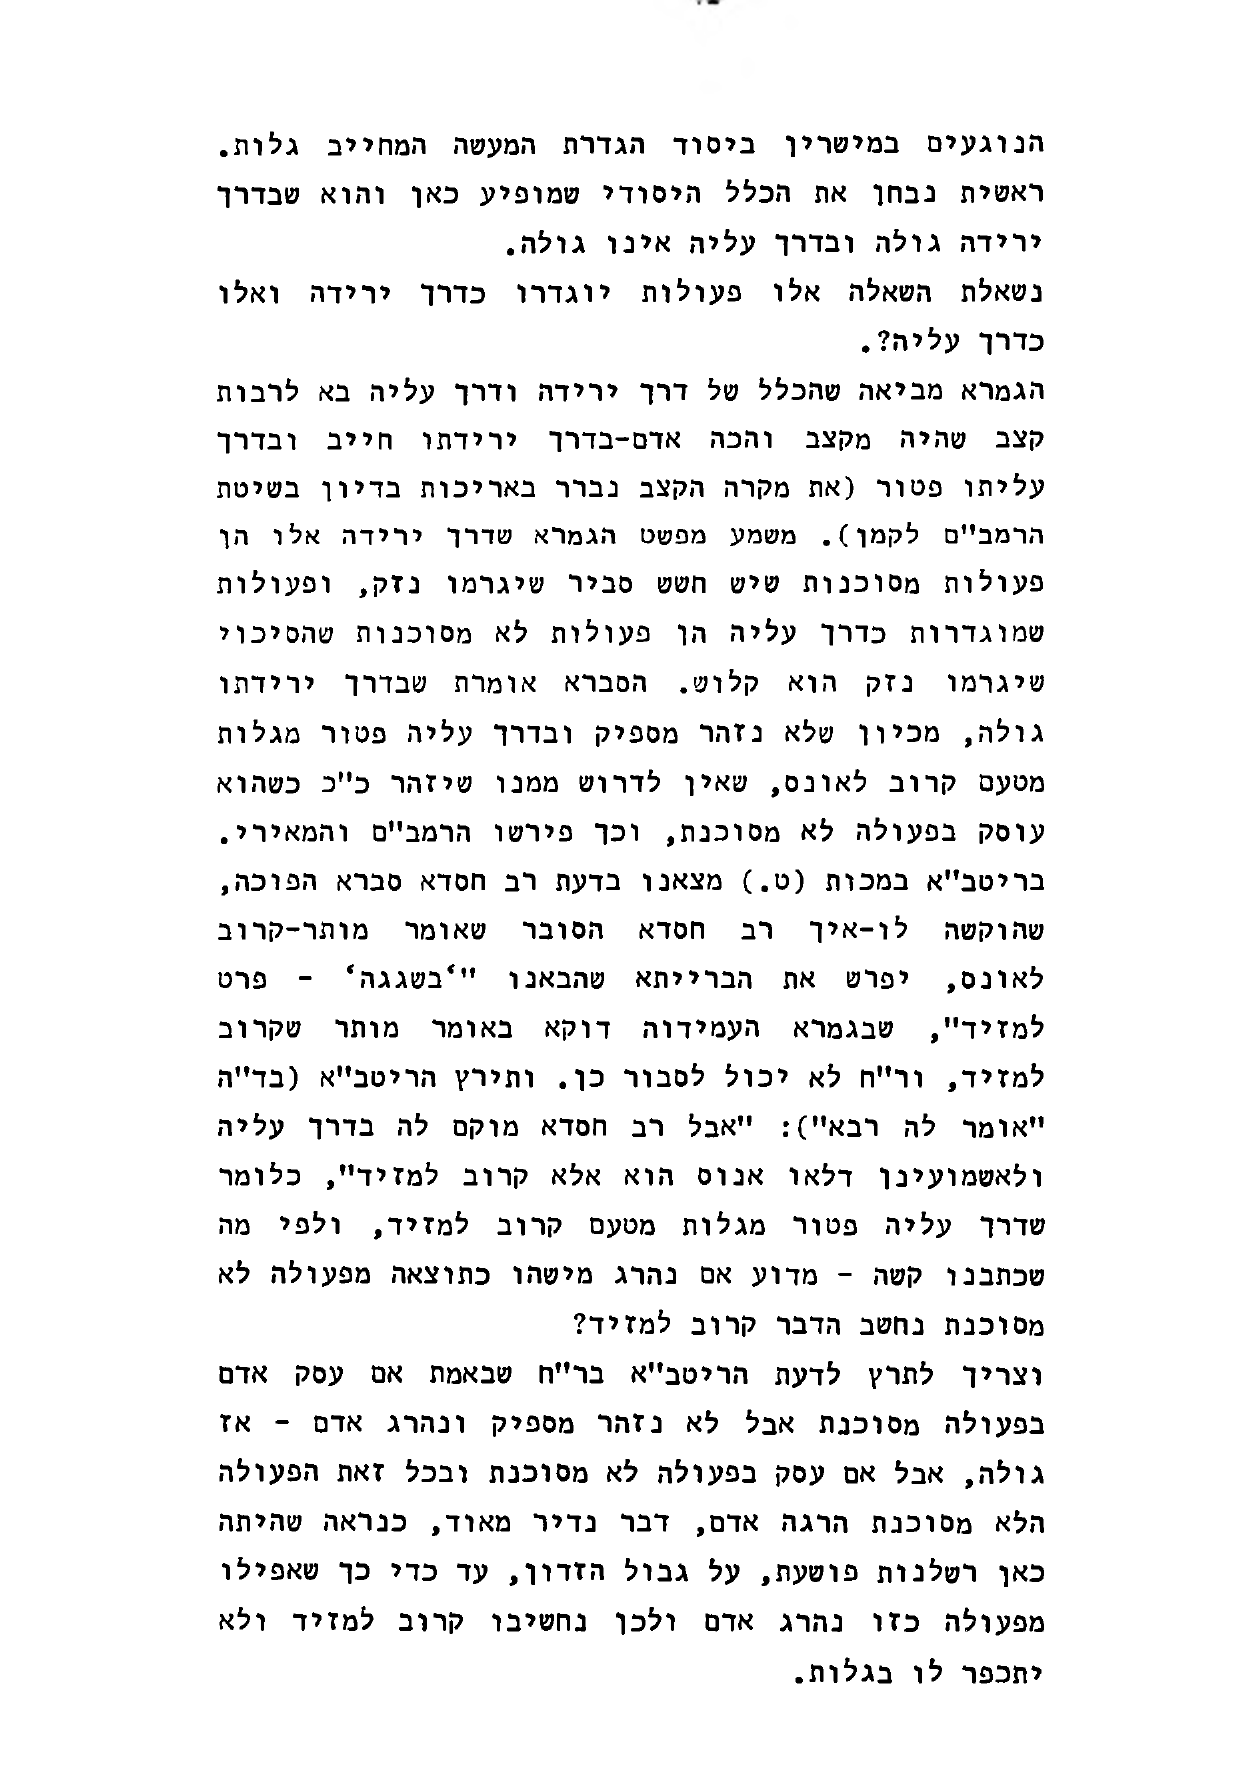 הנוגעים במישרין ביסוד הגדרת המעשה המחייב גלות.
ראשית נבחן את הכלל היסודי שמופיע כאן והוא שבדרך
ירידה גולה ובדרך עליה אינו גולה.
נשאלת השאלה אלו פעולות יוגדרו כדרך ירידה ואלו
כדרך עליה?.
הגמרא מביאה שהכלל של דרך ירידה ודרך עליה בא לרבות
קצב שהיה מקצב והכה אדם-בדרך ירידתו חייב ובדרך
עליתו פטור (את מקרה הקצב נברר באריכות בדיון בשיטת
הרמב"ם לקמן). משמע מפשט הגמרא שדרך ירידה אלו הן
פעולות מסוכנות שיש חשש סביר שיגרמו נזק, ופעולות
שמוגדרות כדרך עליה הן פעולות לא מסוכנות שהסיכוי
שיגרמו נזק הוא קלוש. הסברא אומרת שבדרך ירידתו
גולה, מכיון שלא נזהר מספיק ובדרך עליה פטור מגלות
מטעם קרוב לאונס, שאין לדרוש ממנו שיזהר כ"כ כשהוא
עוסק בפעולה לא מסוכנת, וכך פירשו הרמב"ם והמאירי.
בריטב"א במכות (ט.) מצאנו בדעת רב חסדא סברא הפוכה,
שהוקשה לו-איך רב חסדא הסובר שאומר מותר-קרוב
לאונס, יפרש את הברייתא שהבאנו "'בשגגה' - פרט
למזיד", שבגמרא העמידוה דוקא באומר מותר שקרוב
למזיד, ור"ח לא יכול לסבור כן. ותירץ הריטב"א (בד"ה
"אומר לה רבא"): "אבל רב חסדא מוקם לה בדרך עליה
ולאשמועינן דלאו אנוס הוא אלא קרוב למזיד", כלומר
שדרך עליה פטור מגלות מטעם קרוב למזיד, ולפי מה
שכתבנו קשה - מדוע אם נהרג מישהו כתוצאה מפעולה לא
מסוכנת נחשב הדבר קרוב למזיד?
וצריך לתרץ לדעת הריטב"א בר"ח שבאמת אם עסק אדם
בפעולה מסוכנת אבל לא נזהר מספיק ונהרג אדם - אז
גולה, אבל אם עסק בפעולה לא מסוכנת ובכל זאת הפעולה
הלא מסוכנת הרגה אדם, דבר נדיר מאוד, כנראה שהיתה
כאן רשלנות פושעת, על גבול הזדון, עד כדי כך שאפילו
מפעולה כזו נהרג אדם ולכן נחשיבו קרוב למזיד ולא
יתכפר לו בגלות.